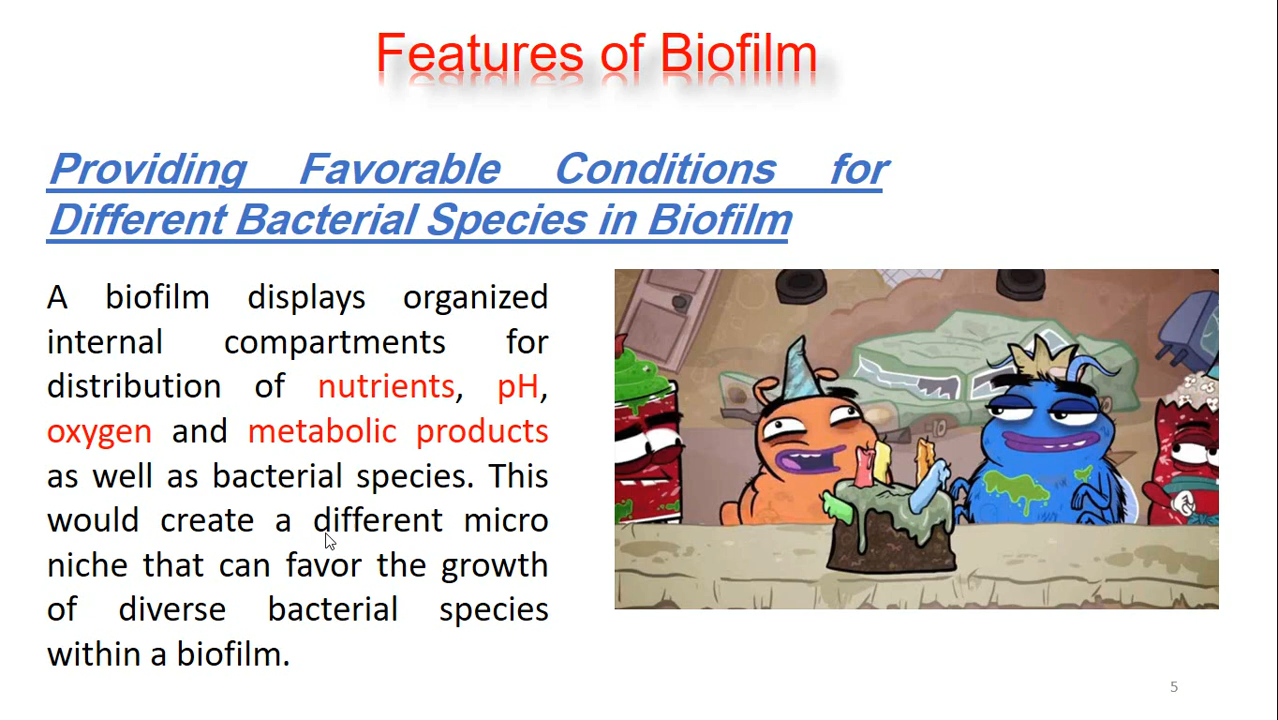 Features of Biofilm
Providing Favorable Conditions for
Different Bacterial Species in Biofilm
A biofilm displays organized
internal compartments for
distribution of nutrients, pH,
oxygen and metabolic products
as well as bacterial species. This
would create a different micro
niche that can favor the growth
of diverse bacterial species
within a biofilm.
5